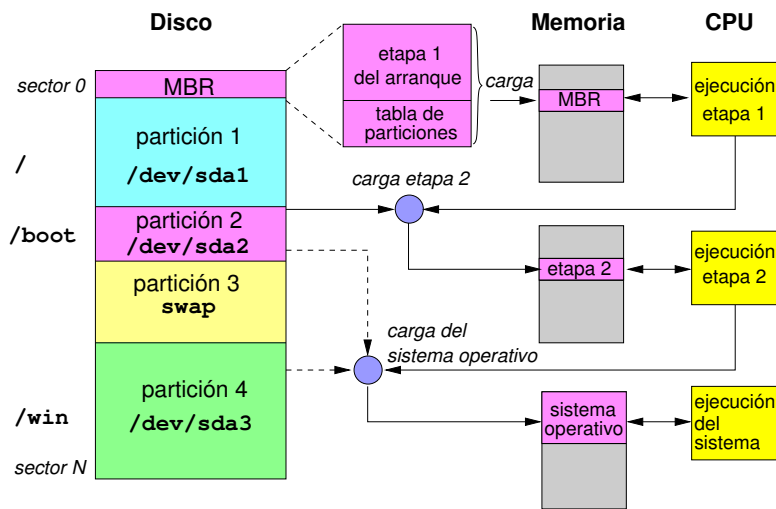 Disco
Memoria
CPU
sector 0
MBR
etapa 1
del arranque
tabla de
particiones
carga
MBR
ejecución
etapa 1
partición 1
/dev/sda1
/
carga etapa 2
/boot
partición 2
/dev/sda2
etapa 2
ejecución
etapa 2
partición 3
swap
carga del
sistema operativo
partición 4
/dev/sda3
/win
sector N
sistema
operativo
ejecución
del
sistema